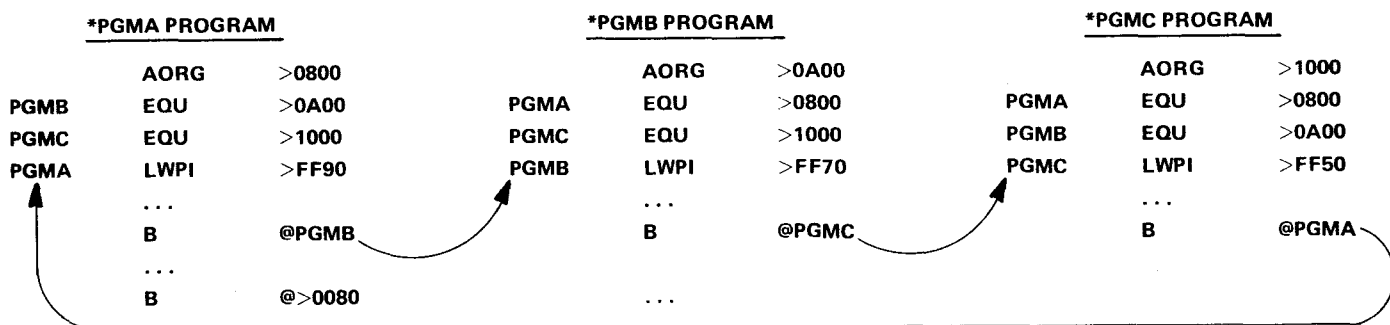 *PGMA PROGRAM
AORG >0800
PGMB EQU >0A00
PGMC EQU >1000
PGMA LWPI >FF90
...
B @PGMB
...
B @>0080
*PGMB PROGRAM
AORG >0A00
PGMA EQU >0800
PGMC EQU >1000
PGMB LWPI >FF70
...
B @PGMC
...
*PGMC PROGRAM
AORG >1000
PGMA EQU >0800
PGMB EQU >0A00
PGMC LWPI >FF50
...
B @PGMA